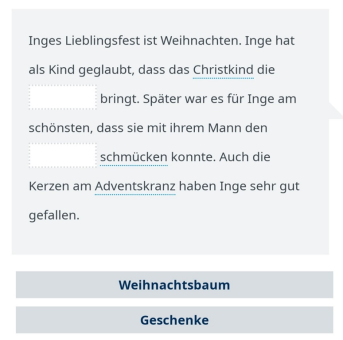 Inges Lieblingsfest ist Weihnachten. Inge hat
als Kind geglaubt, dass das Christkind die
bringt. Später war es für Inge am
schönsten, dass sie mit ihrem Mann den
schmücken konnte. Auch die
Kerzen am Adventskranz haben Inge sehr gut
gefallen.
Weihnachtsbaum
Geschenke